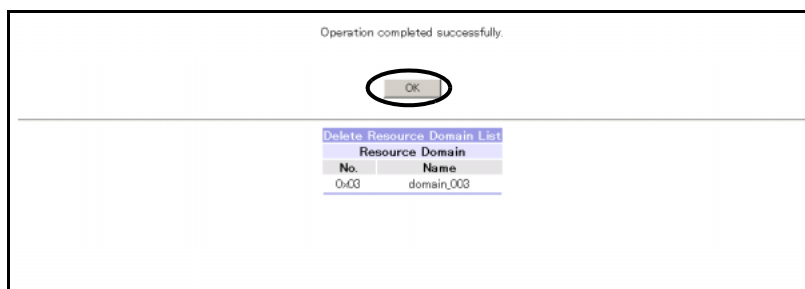 Operation completed successfully.
OK
Delete Resource Domain List
Resource Domain
No. Name
0x03 domain_003